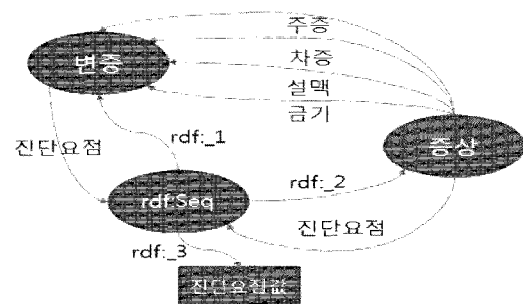 주증
변증
차증
설맥
금기
진단요점
rdf:_1
증상
rdf:_2
rdf:Seq
진단요점
rdf:_3
진단요점값